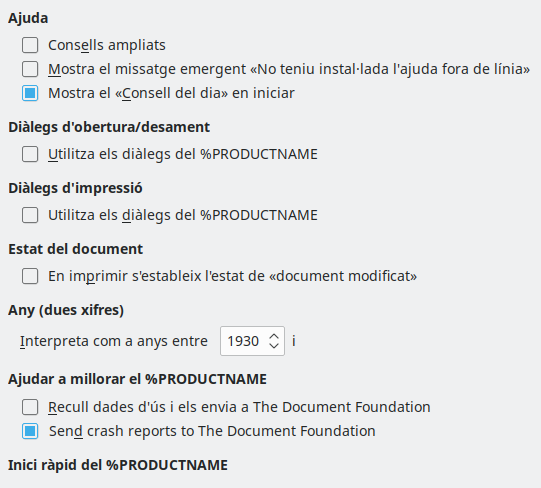 Ajuda
Consells ampliats
Mostra el missatge emergent «No teniu instal·lada l'ajuda fora de línia»
Mostra el «Consell del dia» en iniciar
Diàlegs d'obertura/desament
Utilitza els diàlegs del %PRODUCTNAME
Diàlegs d'impressió
Utilitza els diàlegs del %PRODUCTNAME
Estat del document
En imprimir s'estableix l'estat de «document modificat»
Any (dues xifres)
Interpreta com a anys entre 1930 i
Ajudar a millorar el %PRODUCTNAME
Recull dades d'ús i els envia a The Document Foundation
Send crash reports to The Document Foundation
Inici ràpid del %PRODUCTNAME